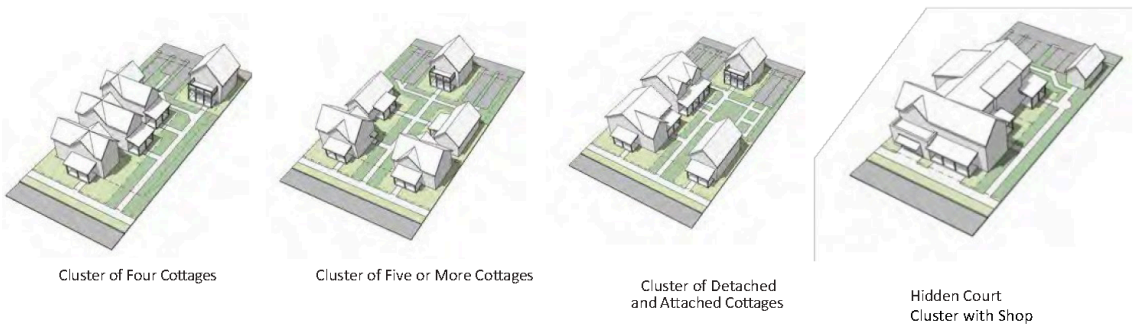 Cluster of Four Cottages
Cluster of Five or More Cottages
Cluster of Detached
and Attached Cottages
Hidden Court
Cluster with Shop